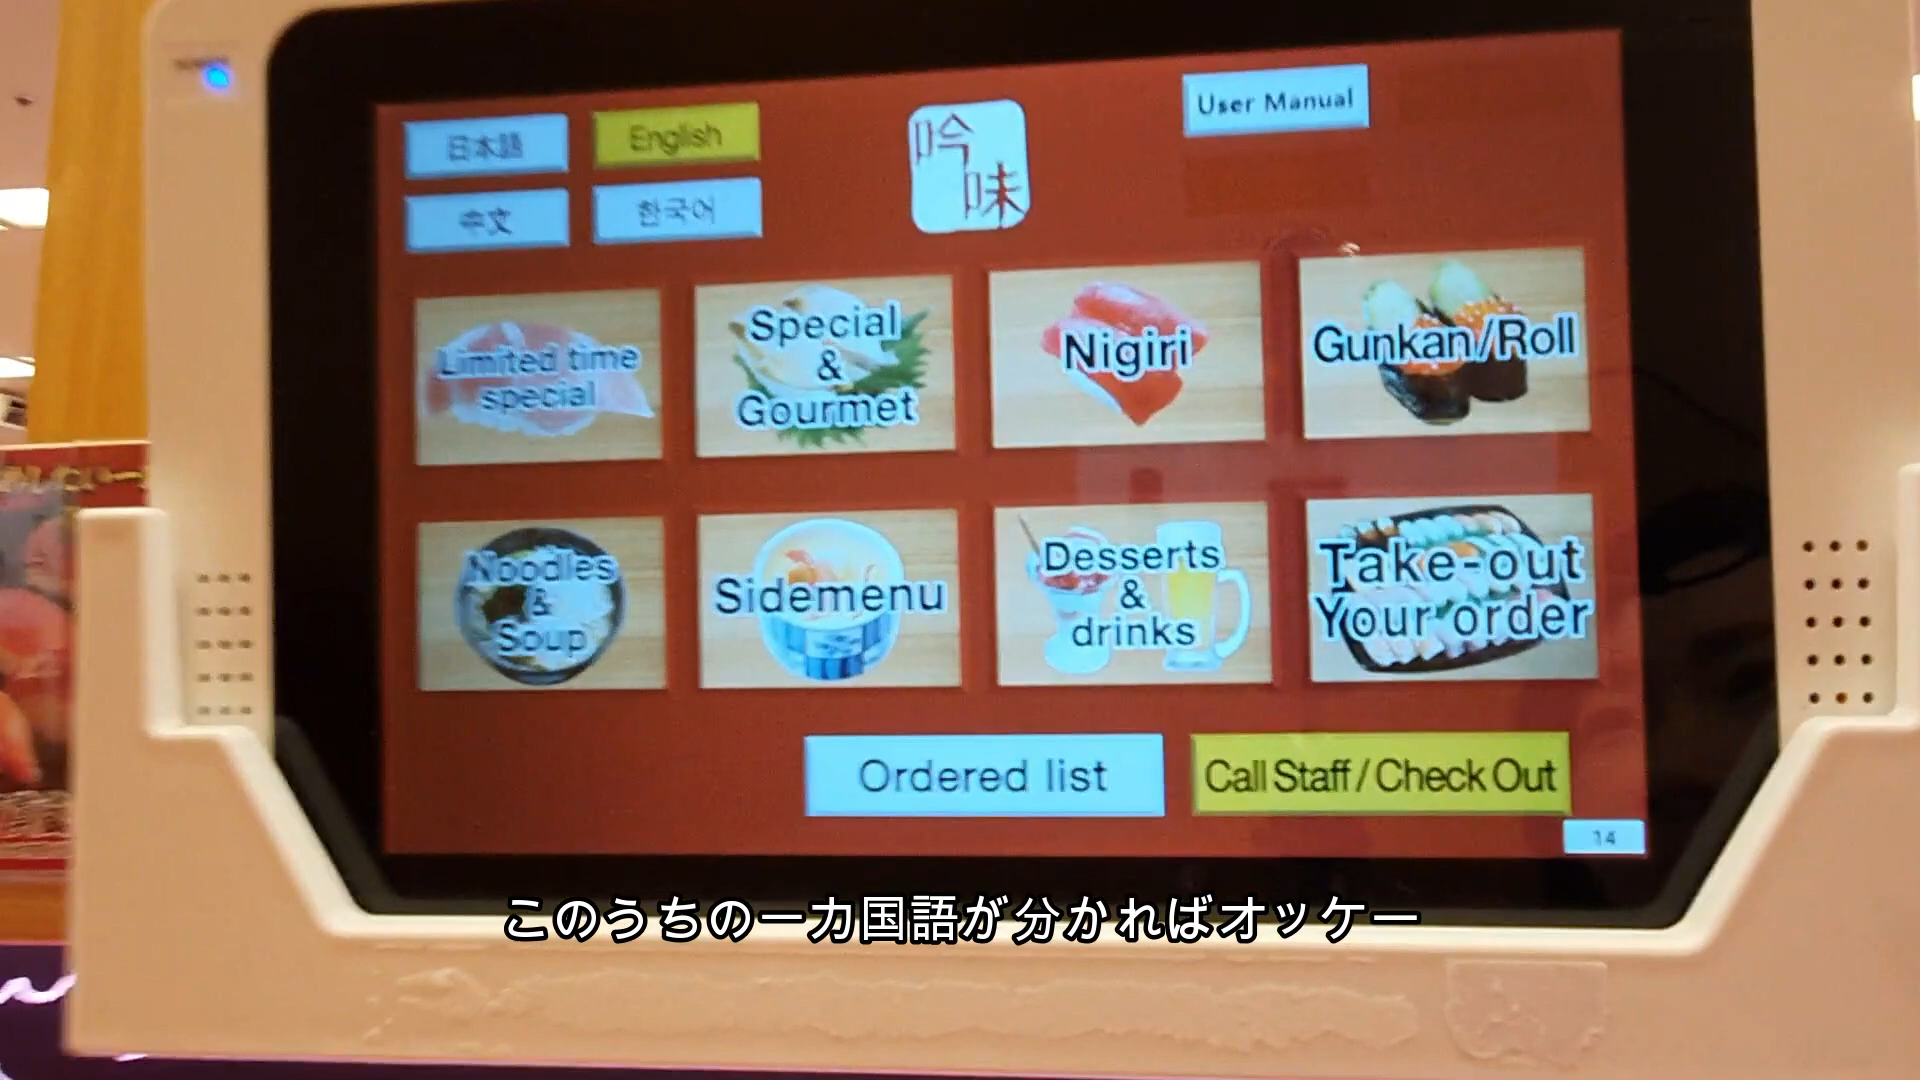 User Manual
日本語
English
吟味
中文
한국어
Limited time
special
Special
&
Gourmet
Nigiri
Gunkan/Roll
Noodles
&
Soup
Sidemenu
Desserts
&
drinks
Take-out
Your order
Ordered list
Call Staff / Check Out
14
このうちの一カ国語が分かればオッケー